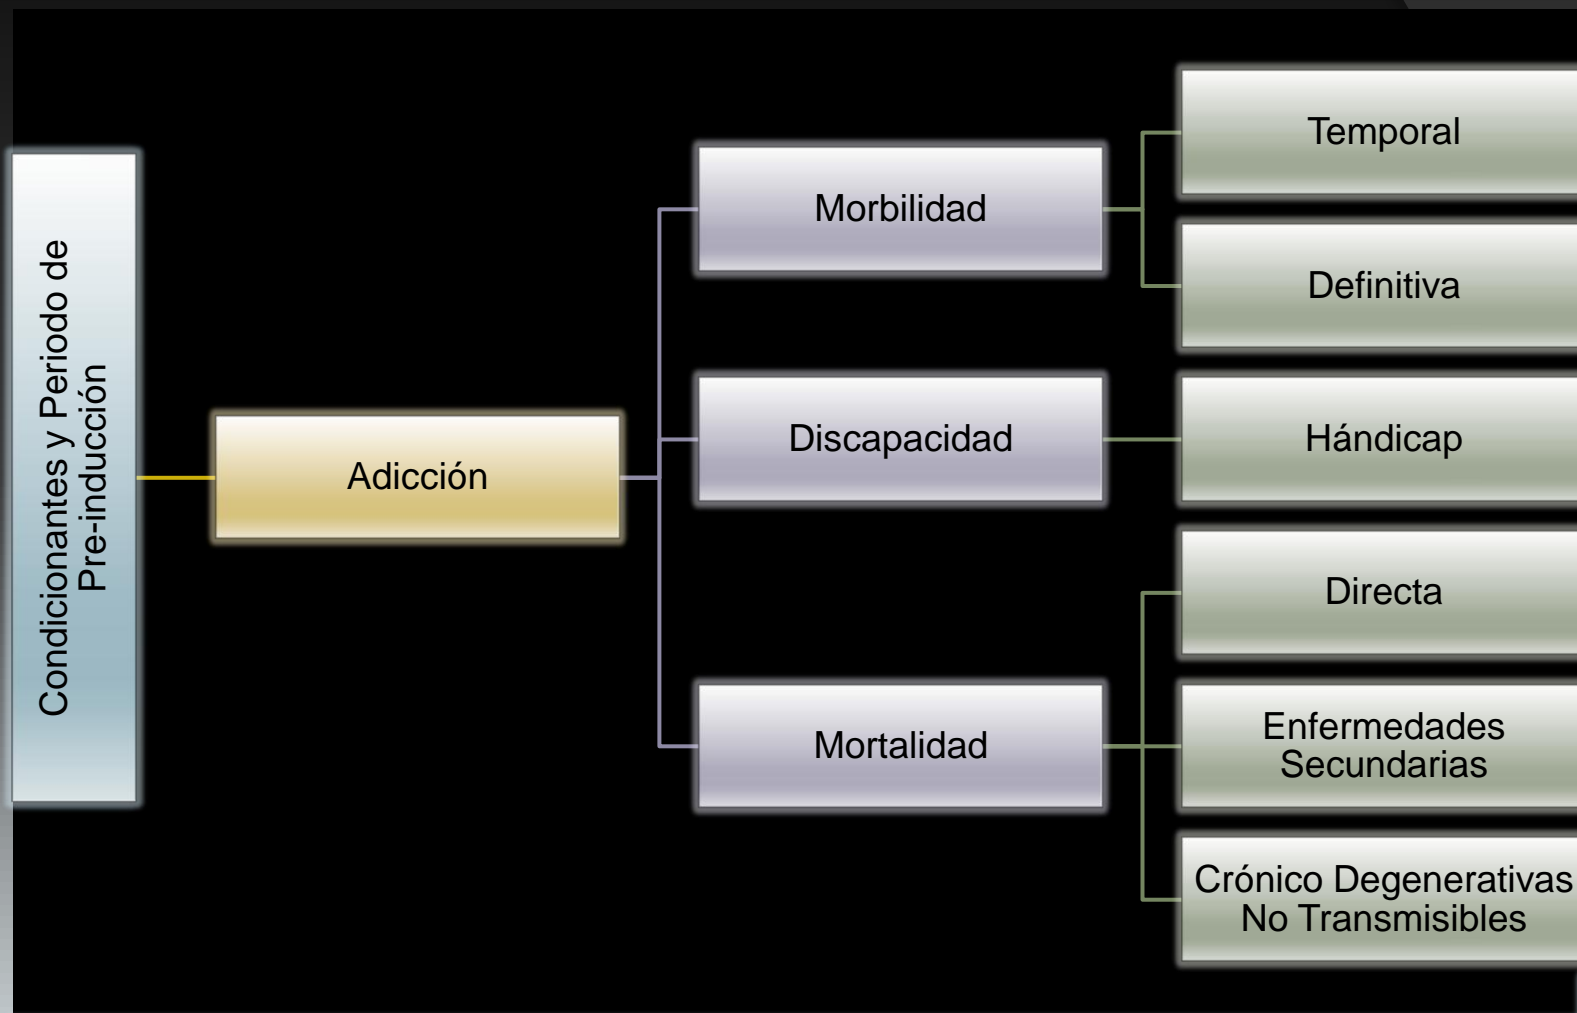 Condicionantes y Periodo de
Pre-inducción
Adicción
Morbilidad
Temporal
Definitiva
Discapacidad
Hándicap
Mortalidad
Directa
Enfermedades
Secundarias
Crónico Degenerativas
No Transmisibles